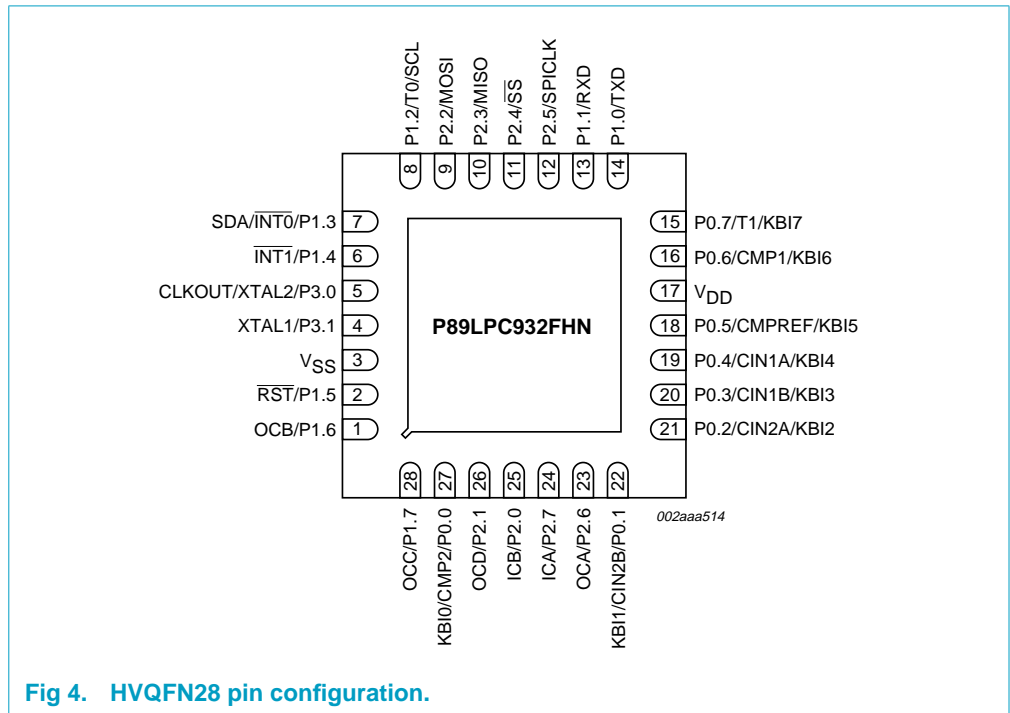 P1.2/T0/SCL
P2.2/MOSI
P2.3/MISO
P2.4/S̅S̅
P2.5/SPICLK
P1.1/RXD
P1.0/TXD
8
9
10
11
12
13
14
SDA/I̅N̅T̅0̅/P1.3 7
I̅N̅T̅1̅/P1.4 6
CLKOUT/XTAL2/P3.0 5
XTAL1/P3.1 4
VSS 3
R̅S̅T̅/P1.5 2
OCB/P1.6 1
P89LPC932FHN
15 P0.7/T1/KBI7
16 P0.6/CMP1/KBI6
17 VDD
18 P0.5/CMPREF/KBI5
19 P0.4/CIN1A/KBI4
20 P0.3/CIN1B/KBI3
21 P0.2/CIN2A/KBI2
28
27
26
25
24
23
22
OCC/P1.7
KBI0/CMP2/P0.0
OCD/P2.1
ICB/P2.0
ICA/P2.7
OCA/P2.6
KBI1/CIN2B/P0.1
002aaa514
Fig 4. HVQFN28 pin configuration.